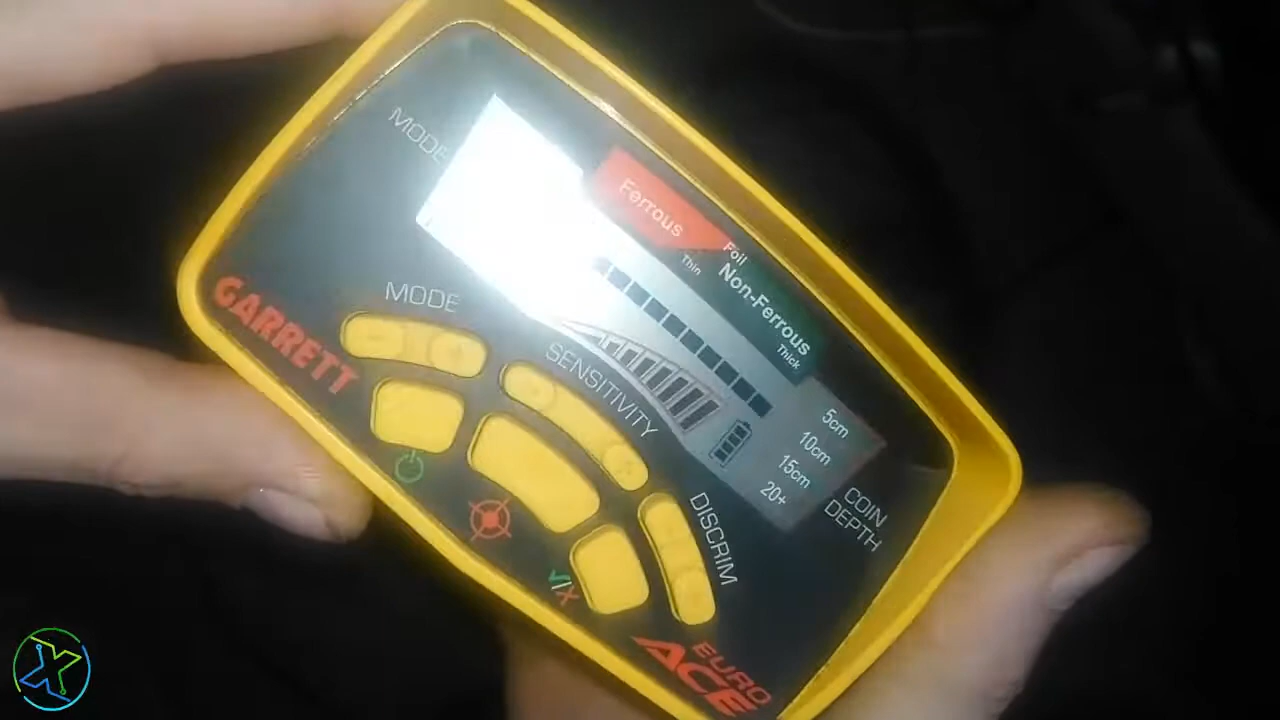 MODE
Ferrous
Foil
Thin
Non-Ferrous
Thick
5cm
10cm
15cm
20+
COIN
DEPTH
GARRETT
MODE
SENSITIVITY
DISCRIM
EURO
ACE